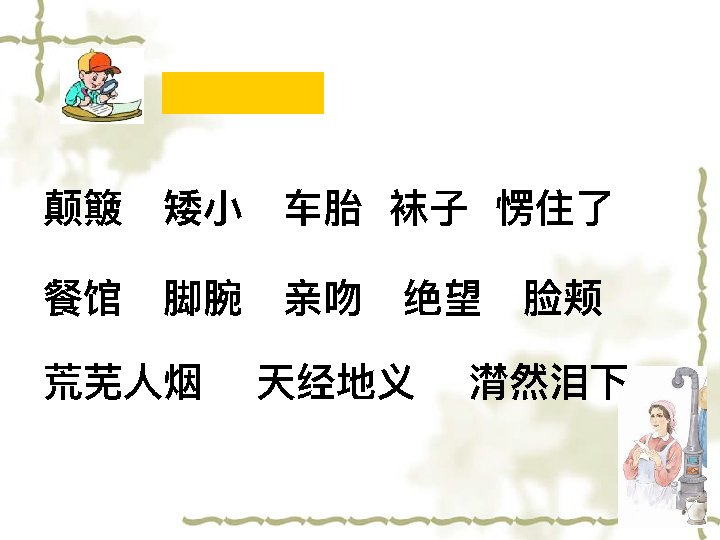 颠簸 矮小 车胎 袜子 愣住了
餐馆 脚腕 亲吻 绝望 脸颊
荒芜人烟 天经地义 潸然泪下